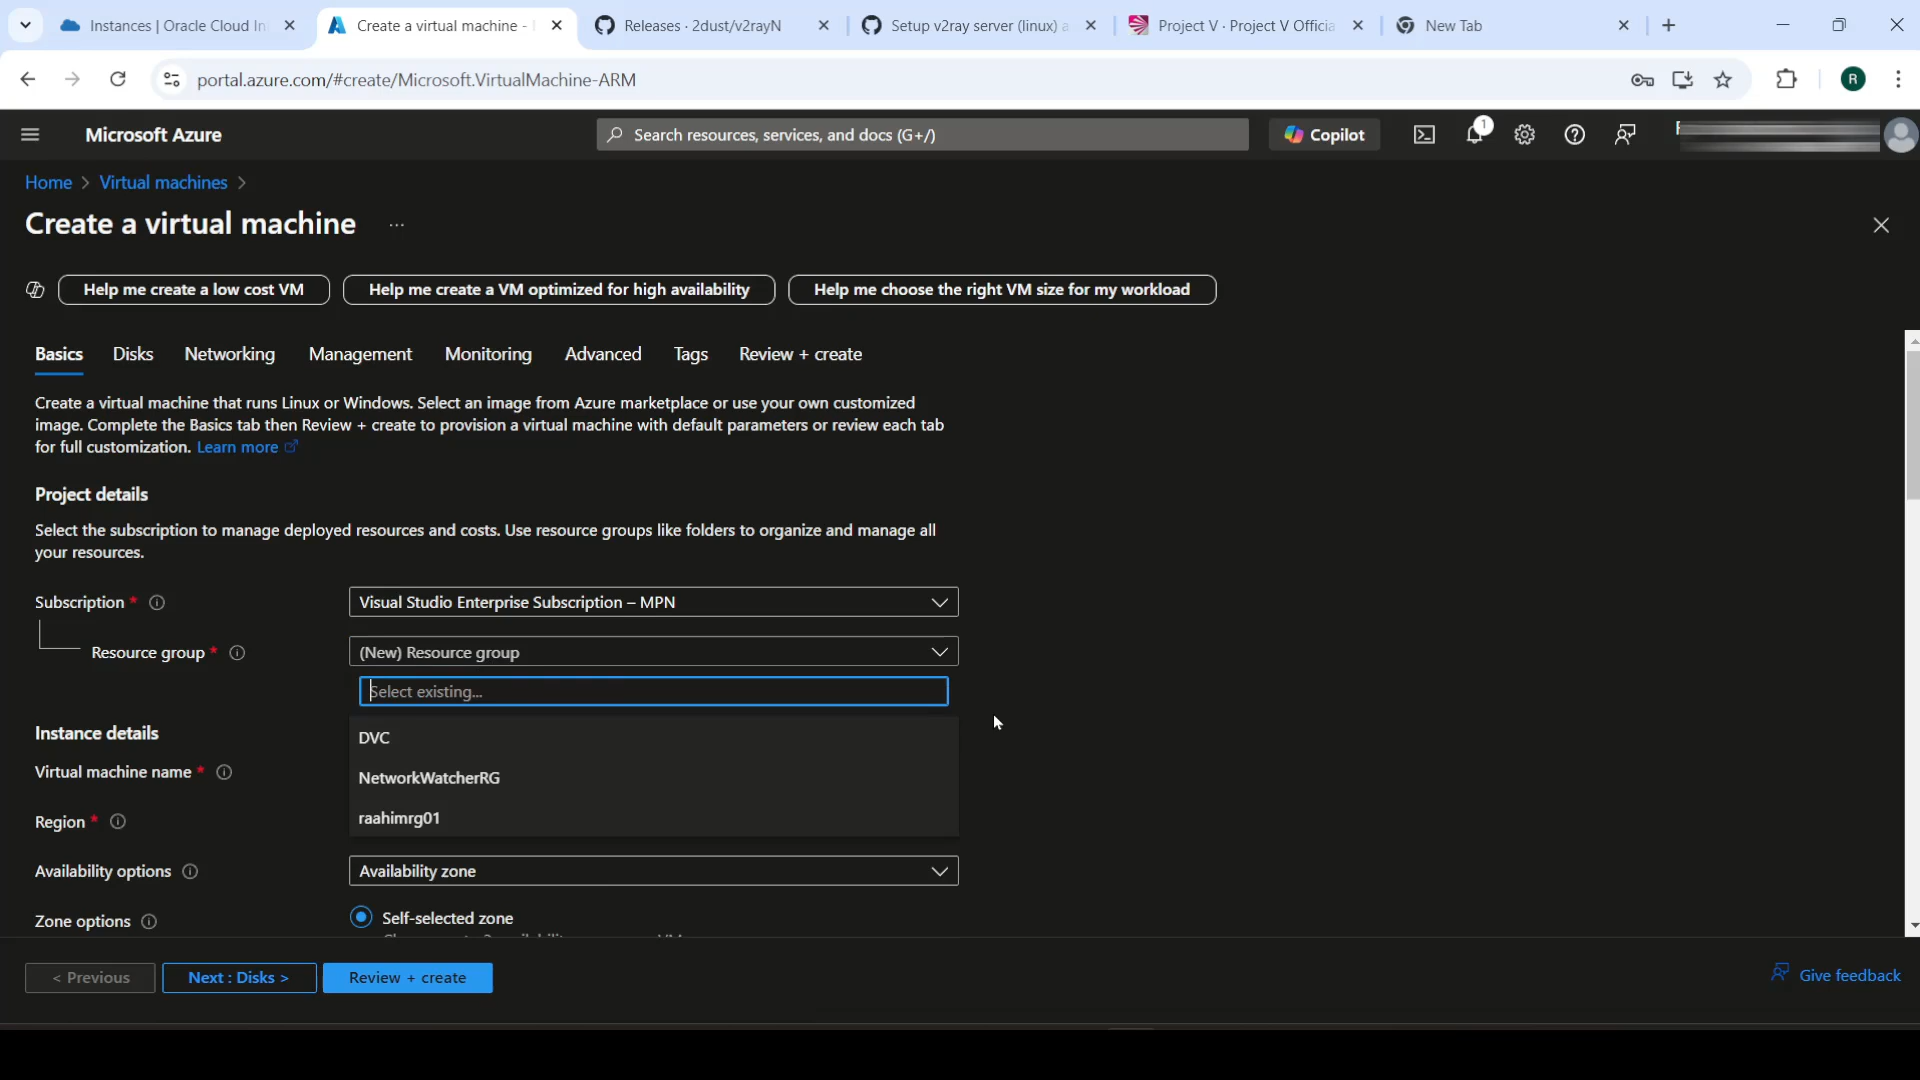 Instances | Oracle Cloud In
Create a virtual machine -
Releases · 2dust/v2rayN
Setup v2ray server (linux) a
Project V · Project V Officia
New Tab
portal.azure.com/#create/Microsoft.VirtualMachine-ARM
R
Microsoft Azure
Search resources, services, and docs (G+/)
Copilot
1
Home > Virtual machines >
Create a virtual machine ...
Help me create a low cost VM
Help me create a VM optimized for high availability
Help me choose the right VM size for my workload
Basics
Disks
Networking
Management
Monitoring
Advanced
Tags
Review + create
Create a virtual machine that runs Linux or Windows. Select an image from Azure marketplace or use your own customized
image. Complete the Basics tab then Review + create to provision a virtual machine with default parameters or review each tab
for full customization. Learn more
Project details
Select the subscription to manage deployed resources and costs. Use resource groups like folders to organize and manage all
your resources.
Subscription *
Visual Studio Enterprise Subscription – MPN
Resource group *
(New) Resource group
Select existing...
DVC
NetworkWatcherRG
raahimrg01
Instance details
Virtual machine name *
Region *
Availability options
Availability zone
Zone options
Self-selected zone
< Previous
Next : Disks >
Review + create
Give feedback